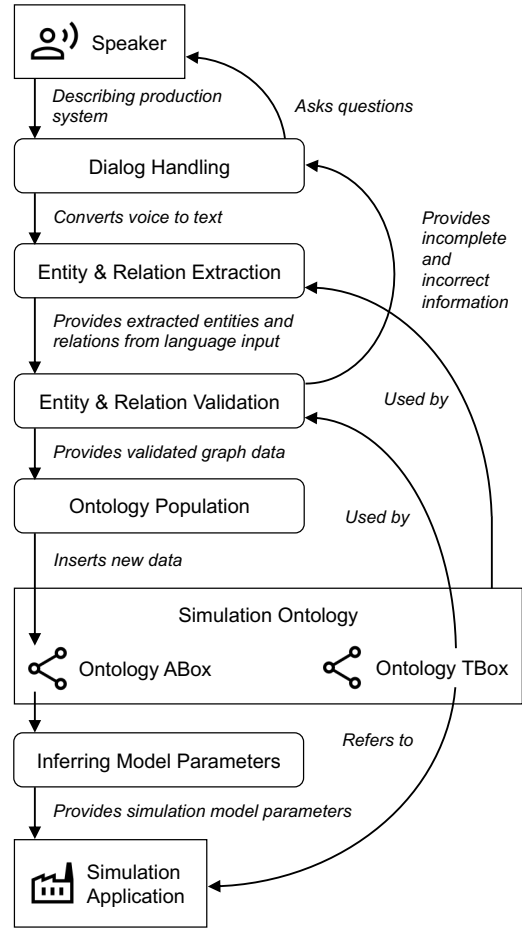 Speaker
Describing production
system
Asks questions
Dialog Handling
Converts voice to text
Provides
incomplete
and
incorrect
information
Entity & Relation Extraction
Provides extracted entities and
relations from language input
Entity & Relation Validation
Used by
Provides validated graph data
Ontology Population
Used by
Inserts new data
Simulation Ontology
Ontology ABox
Ontology TBox
Inferring Model Parameters
Refers to
Provides simulation model parameters
Simulation
Application